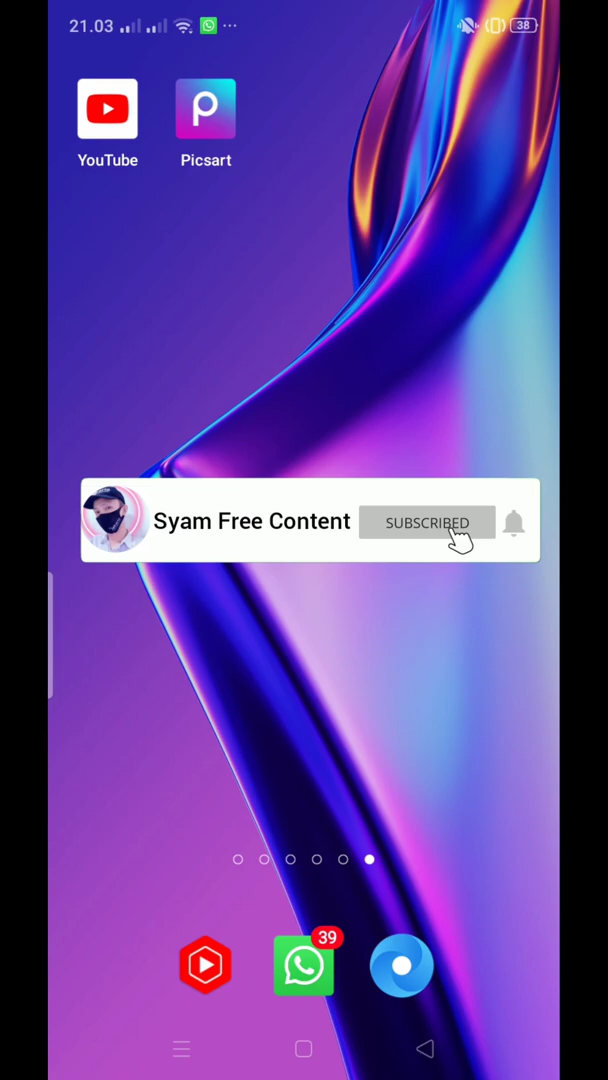 21.03
38
YouTube
Picsart
Syam Free Content
SUBSCRIBED
39